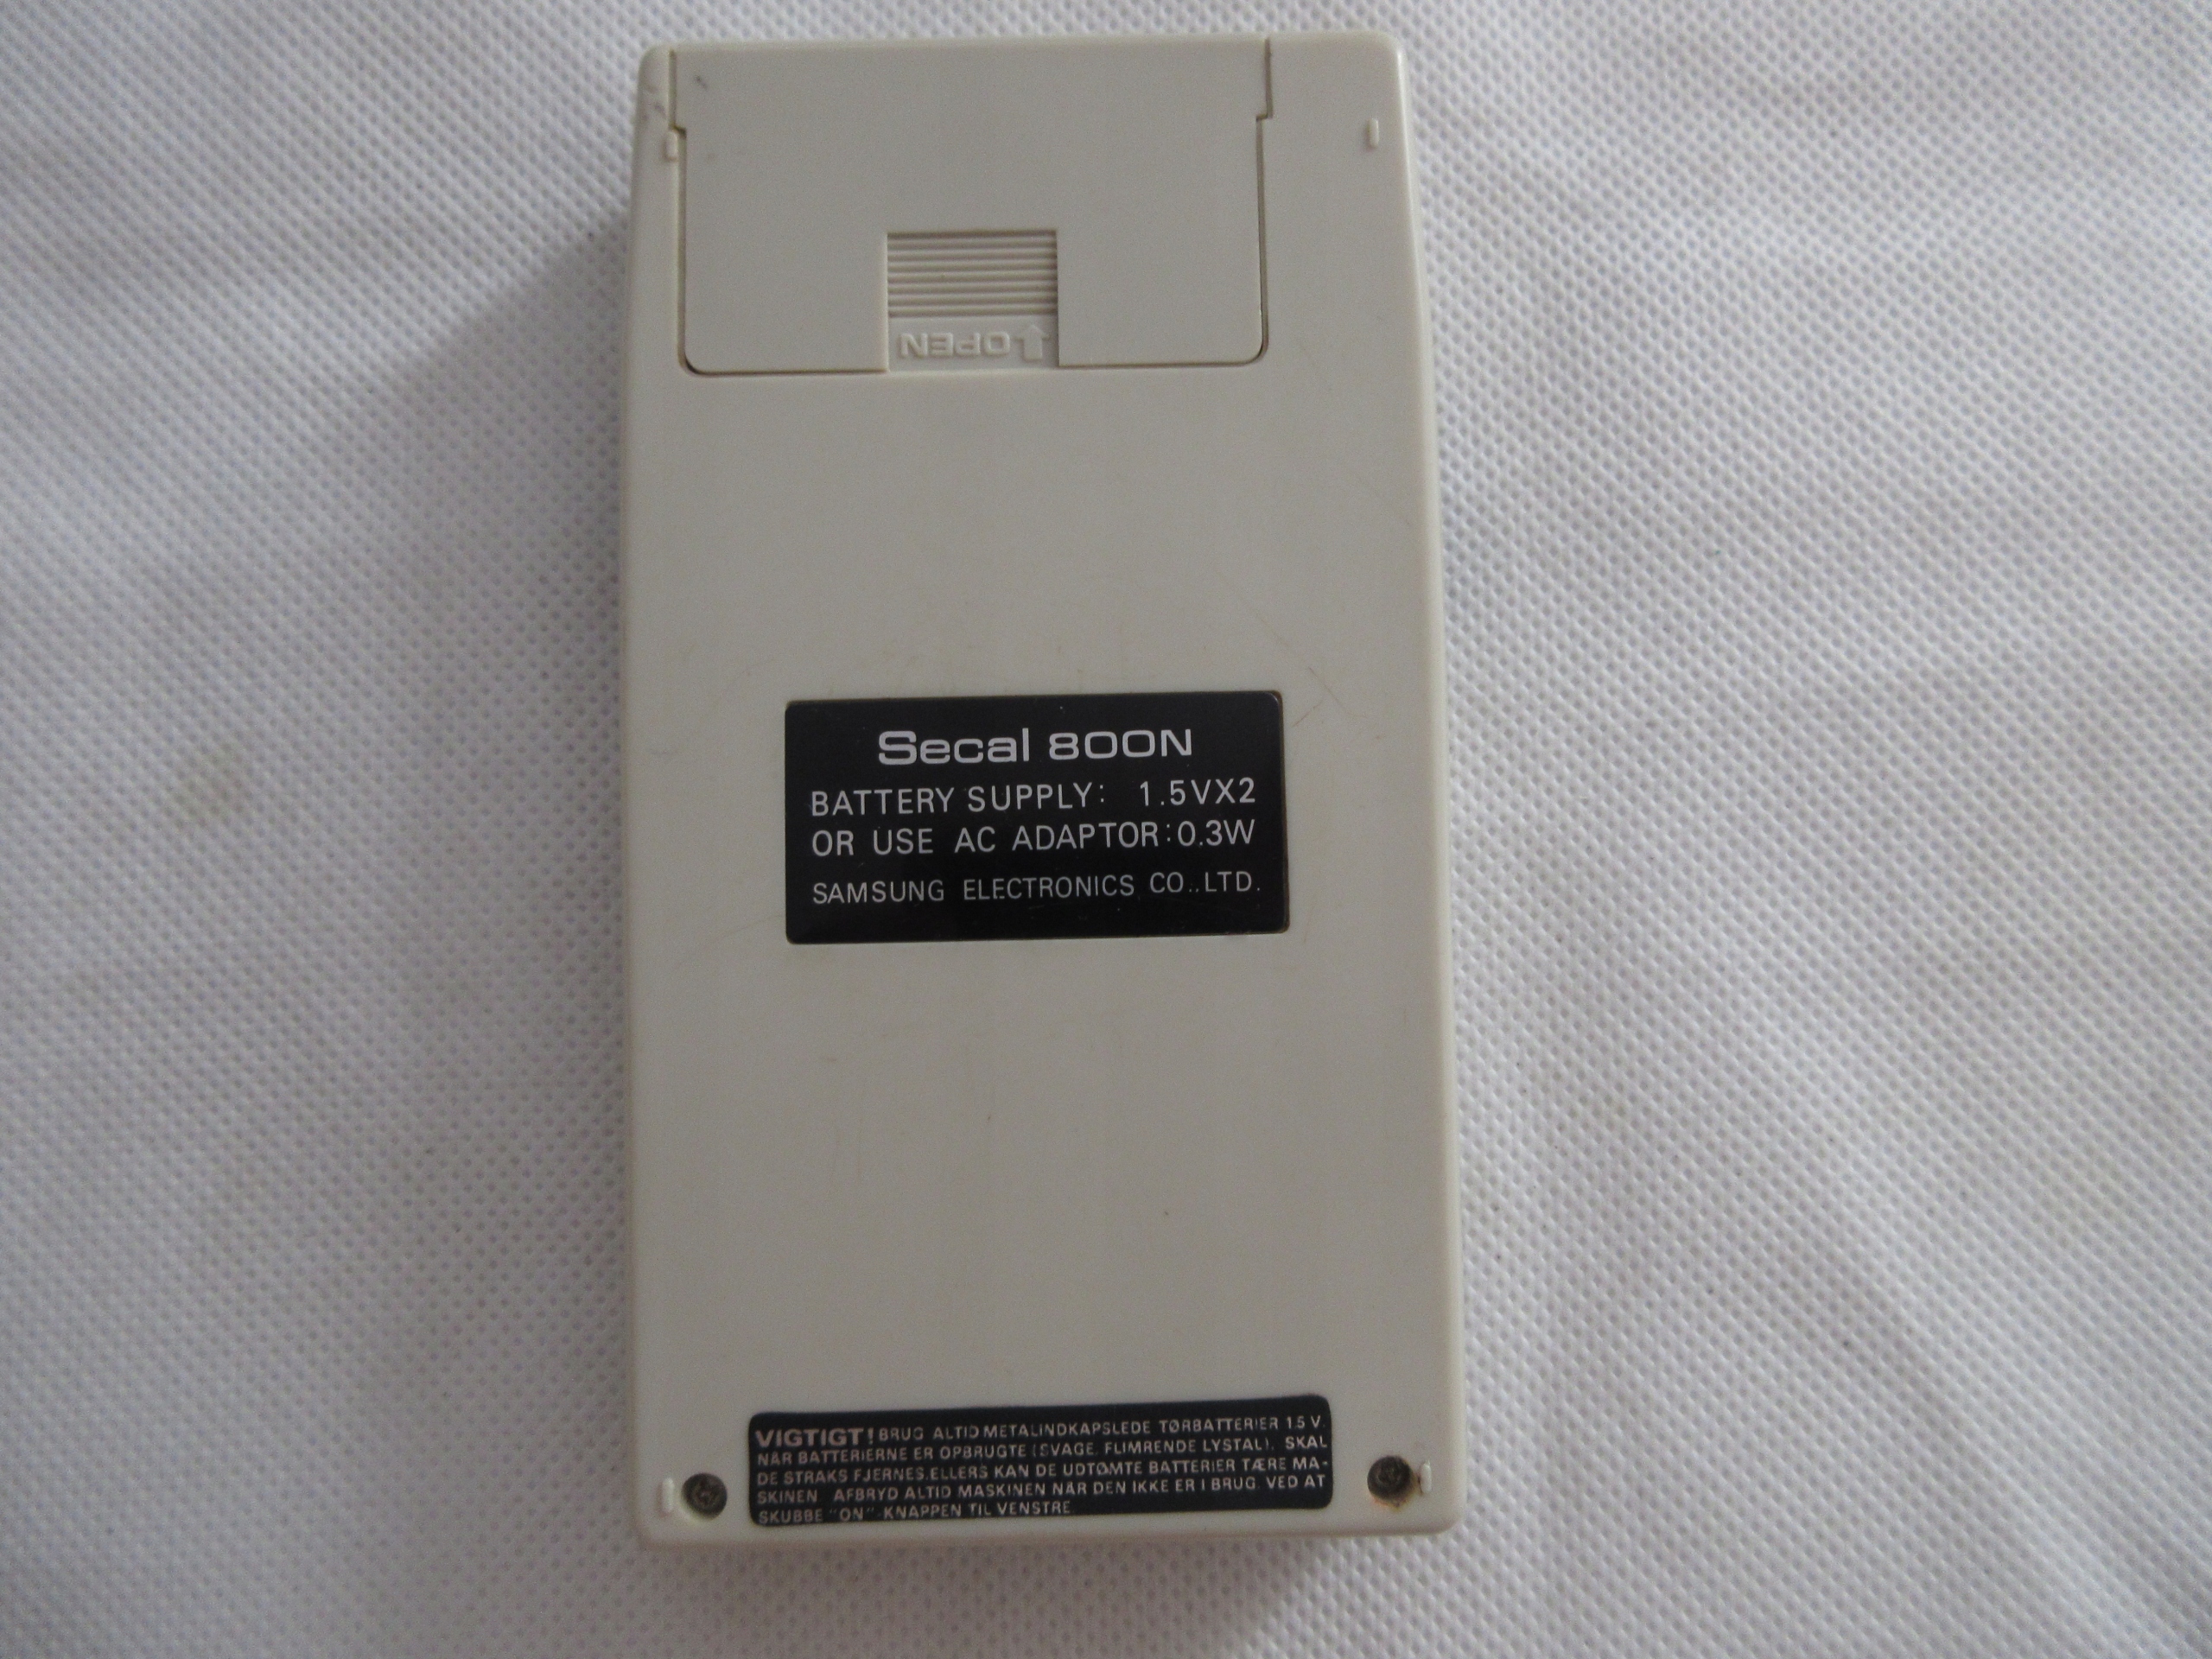 OPEN
Secal 800N
BATTERY SUPPLY: 1.5VX2
OR USE AC ADAPTOR:0.3W
SAMSUNG ELECTRONICS CO.,LTD.
VIGTIGT! BRUG ALTID METALINDKAPSLEDE TØRBATTERIER 1.5 V.
NÅR BATTERIERNE ER OPBRUGTE (SVAGE, FLIMRENDE LYSTAL), SKAL
DE STRAKS FJERNES. ELLERS KAN DE UDTØMTE BATTERIER TÆRE MA-
SKINEN. AFBRYD ALTID MASKINEN NÅR DEN IKKE ER I BRUG, VED AT
SKUBBE "ON"-KNAPPEN TIL VENSTRE.